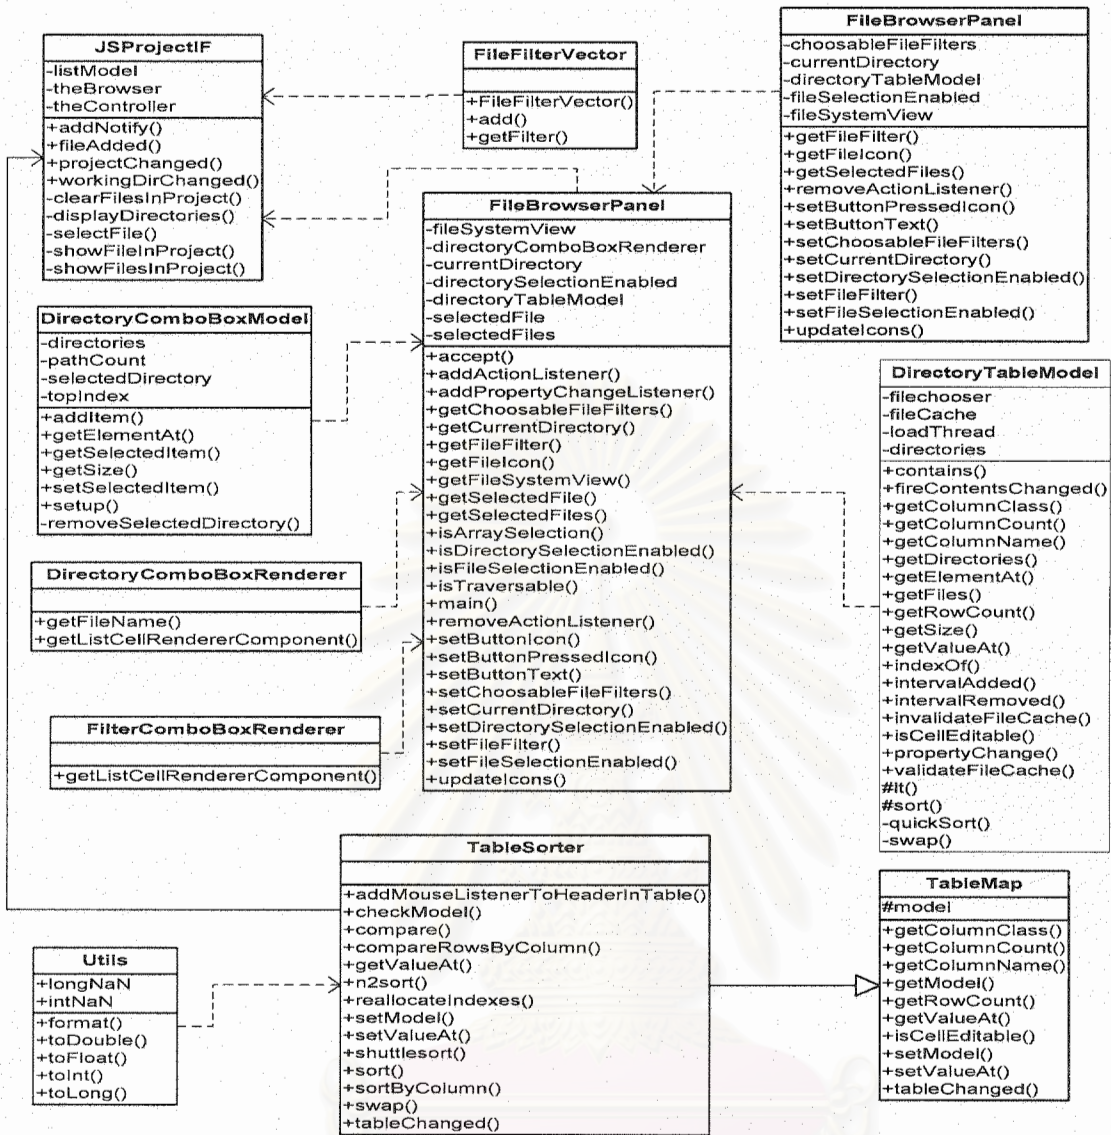 JSProjectIF
-listModel
-theBrowser
-theController
+addNotify()
+fileAdded()
+projectChanged()
+workingDirChanged()
-clearFilesInProject()
-displayDirectories()
-selectFile()
-showFileInProject()
-showFilesInProject()
FileFilterVector
+FileFilterVector()
+add()
+getFilter()
FileBrowserPanel
-choosableFileFilters
-currentDirectory
-directoryTableModel
-fileSelectionEnabled
-fileSystemView
+getFileFilter()
+getFileIcon()
+getSelectedFiles()
+removeActionListener()
+setButtonPressedIcon()
+setButtonText()
+setChoosableFileFilters()
+setCurrentDirectory()
+setDirectorySelectionEnabled()
+setFileFilter()
+setFileSelectionEnabled()
+updateIcons()
FileBrowserPanel
-fileSystemView
-directoryComboBoxRenderer
-currentDirectory
-directorySelectionEnabled
-directoryTableModel
-selectedFile
-selectedFiles
+accept()
+addActionListener()
+addPropertyChangeListener()
+getChoosableFileFilters()
+getCurrentDirectory()
+getFileFilter()
+getFileIcon()
+getFileSystemView()
+getSelectedFile()
+getSelectedFiles()
+isArraySelection()
+isDirectorySelectionEnabled()
+isFileSelectionEnabled()
+isTraversable()
+main()
+removeActionListener()
+setButtonIcon()
+setButtonPressedIcon()
+setButtonText()
+setChoosableFileFilters()
+setCurrentDirectory()
+setDirectorySelectionEnabled()
+setFileFilter()
+setFileSelectionEnabled()
+updateIcons()
DirectoryComboBoxModel
-directories
-pathCount
-selectedDirectory
-topIndex
+addItem()
+getElementAt()
+getSelectedItem()
+getSize()
+setSelectedItem()
+setup()
-removeSelectedDirectory()
DirectoryTableModel
-filechooser
-fileCache
-loadThread
-directories
+contains()
+fireContentsChanged()
+getColumnClass()
+getColumnCount()
+getColumnName()
+getDirectories()
+getElementAt()
+getFiles()
+getRowCount()
+getSize()
+getValueAt()
+indexOf()
+intervalAdded()
+intervalRemoved()
+invalidateFileCache()
+isCellEditable()
+propertyChange()
+validateFileCache()
#lt()
#sort()
-quickSort()
-swap()
DirectoryComboBoxRenderer
+getFileName()
+getListCellRendererComponent()
FilterComboBoxRenderer
+getListCellRendererComponent()
TableSorter
+addMouseListenerToHeaderInTable()
+checkModel()
+compare()
+compareRowsByColumn()
+getValueAt()
+n2sort()
+reallocateIndexes()
+setModel()
+setValueAt()
+shuttlesort()
+sort()
+sortByColumn()
+swap()
+tableChanged()
TableMap
#model
+getColumnClass()
+getColumnCount()
+getColumnName()
+getModel()
+getRowCount()
+getValueAt()
+isCellEditable()
+setModel()
+setValueAt()
+tableChanged()
Utils
+longNaN
+intNaN
+format()
+toDouble()
+toFloat()
+toInt()
+toLong()